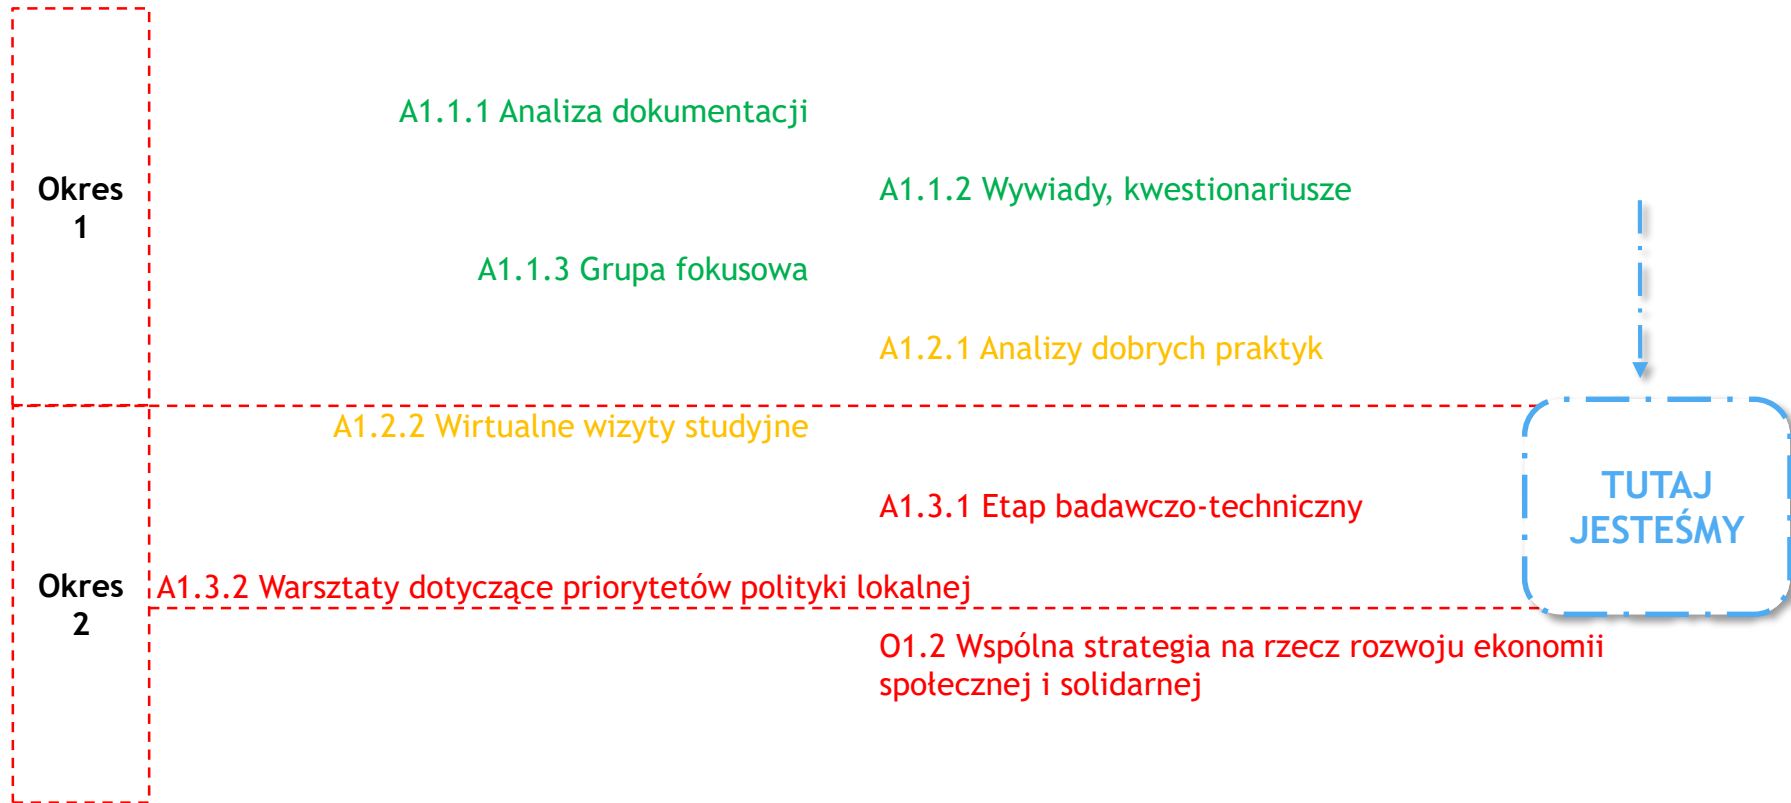 A1.1.1 Analiza dokumentacji
Okres
1
A1.1.2 Wywiady, kwestionariusze
A1.1.3 Grupa fokusowa
A1.2.1 Analizy dobrych praktyk
A1.2.2 Wirtualne wizyty studyjne
A1.3.1 Etap badawczo-techniczny
TUTAJ
JESTEŚMY
Okres
2
A1.3.2 Warsztaty dotyczące priorytetów polityki lokalnej
O1.2 Wspólna strategia na rzecz rozwoju ekonomii
społecznej i solidarnej